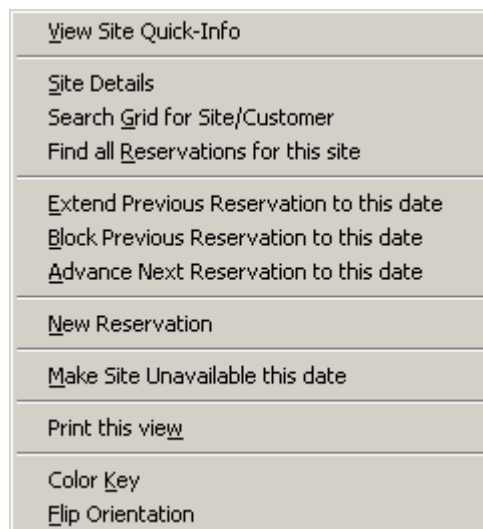 View Site Quick-Info
Site Details
Search Grid for Site/Customer
Find all Reservations for this site
Extend Previous Reservation to this date
Block Previous Reservation to this date
Advance Next Reservation to this date
New Reservation
Make Site Unavailable this date
Print this view
Color Key
Flip Orientation